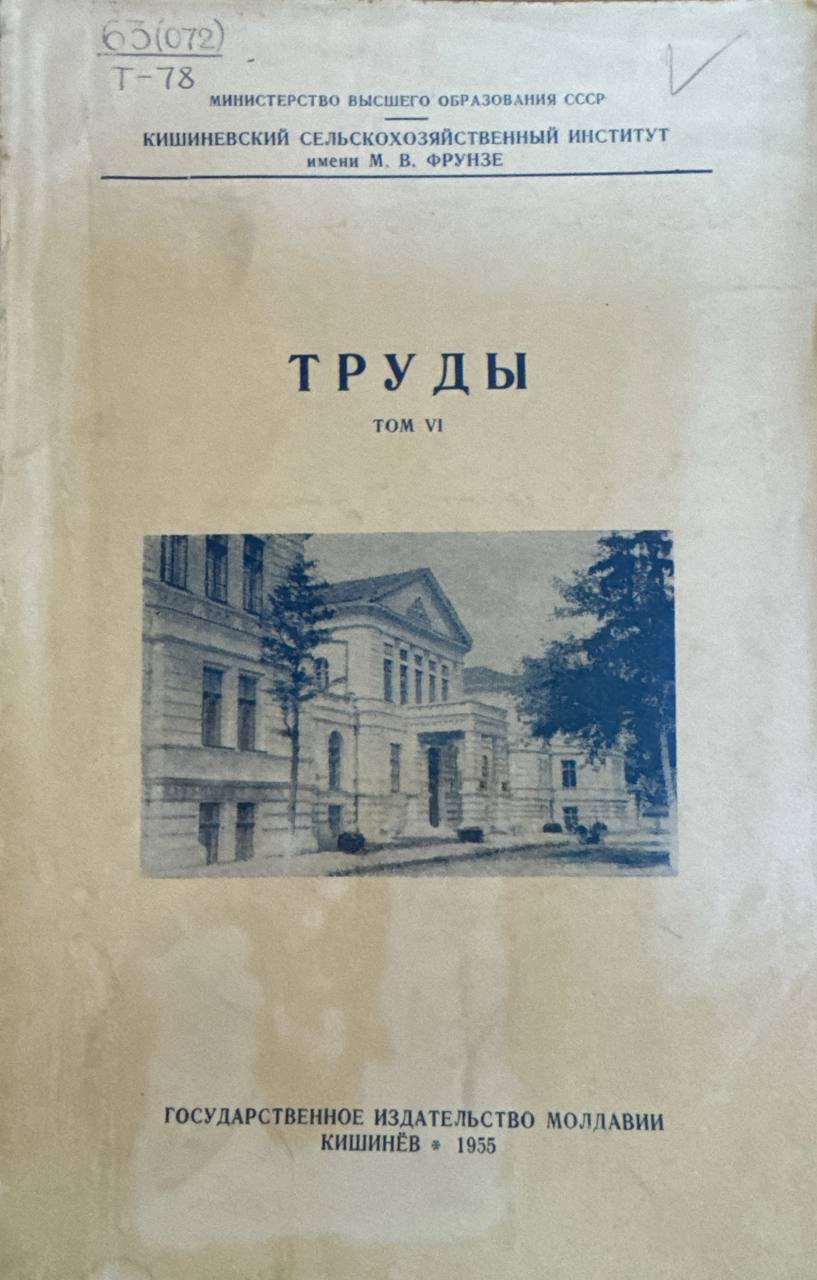 63(072)
Т-78
МИНИСТЕРСТВО ВЫСШЕГО ОБРАЗОВАНИЯ СССР
КИШИНЕВСКИЙ СЕЛЬСКОХОЗЯЙСТВЕННЫЙ ИНСТИТУТ
имени М. В. ФРУНЗЕ
ТРУДЫ
ТОМ VI
ГОСУДАРСТВЕННОЕ ИЗДАТЕЛЬСТВО МОЛДАВИИ
КИШИНЁВ * 1955